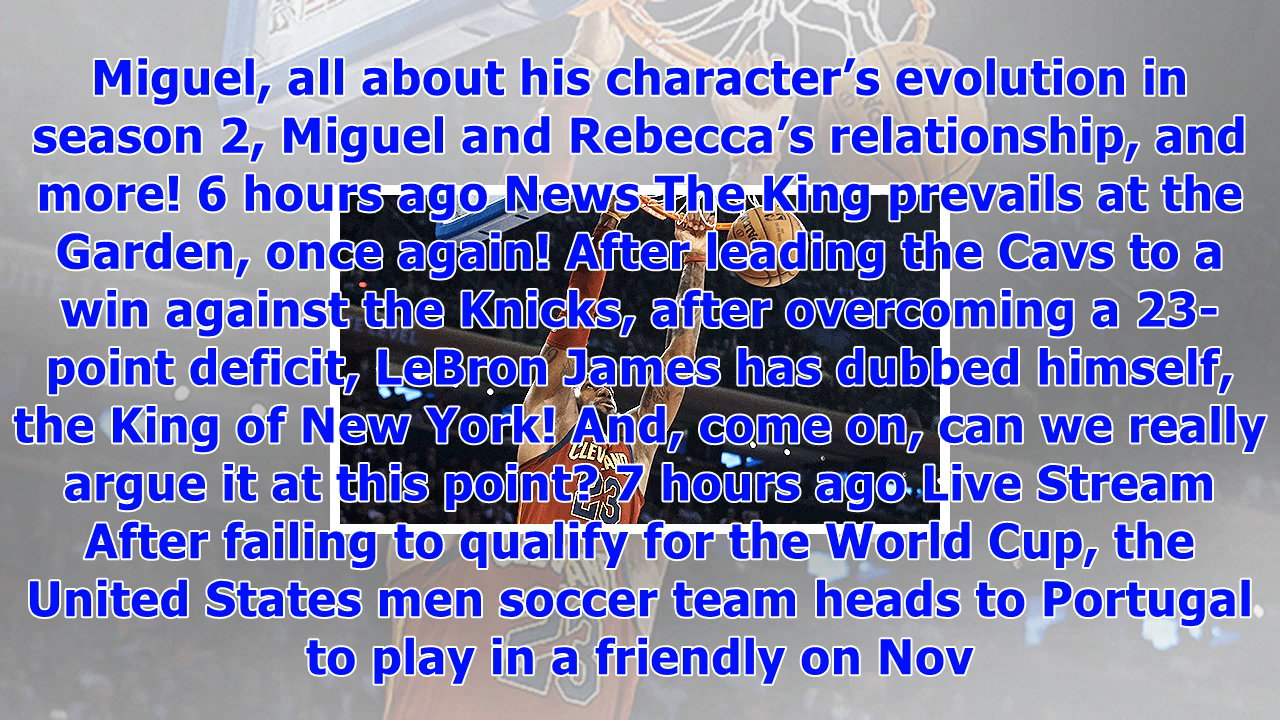 Miguel, all about his character’s evolution in
season 2, Miguel and Rebecca’s relationship, and
more! 6 hours ago News The King prevails at the
Garden, once again! After leading the Cavs to a
win against the Knicks, after overcoming a 23-
point deficit, LeBron James has dubbed himself,
the King of New York! And, come on, can we really
argue it at this point? 7 hours ago Live Stream
After failing to qualify for the World Cup, the
United States men soccer team heads to Portugal
to play in a friendly on Nov
23